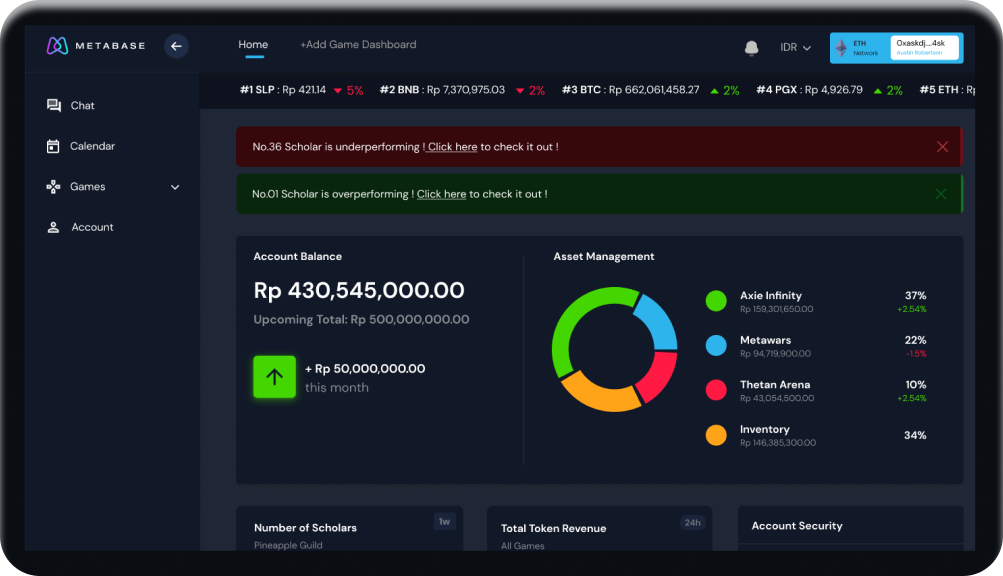 METABASE
Home
+Add Game Dashboard
IDR
ETH
Network
0xaskdj...4sk
Austin Robertson
#1 SLP : Rp 421.14 5% #2 BNB : Rp 7,370,975.03 2% #3 BTC : Rp 662,061,458.27 2% #4 PGX : Rp 4,926.79 2% #5 ETH : Rp
Chat
Calendar
Games
Account
No.36 Scholar is underperforming ! Click here to check it out !
No.01 Scholar is overperforming ! Click here to check it out !
Account Balance
Rp 430,545,000.00
Upcoming Total: Rp 500,000,000.00
+ Rp 50,000,000.00
this month
Asset Management
Axie Infinity 37%
Rp 159,301,650.00 +2.54%
Metawars 22%
Rp 94,719,900.00 -1.5%
Thetan Arena 10%
Rp 43,054,500.00 +2.54%
Inventory 34%
Rp 146,385,300.00
Number of Scholars 1w
Pineapple Guild
Total Token Revenue 24h
All Games
Account Security